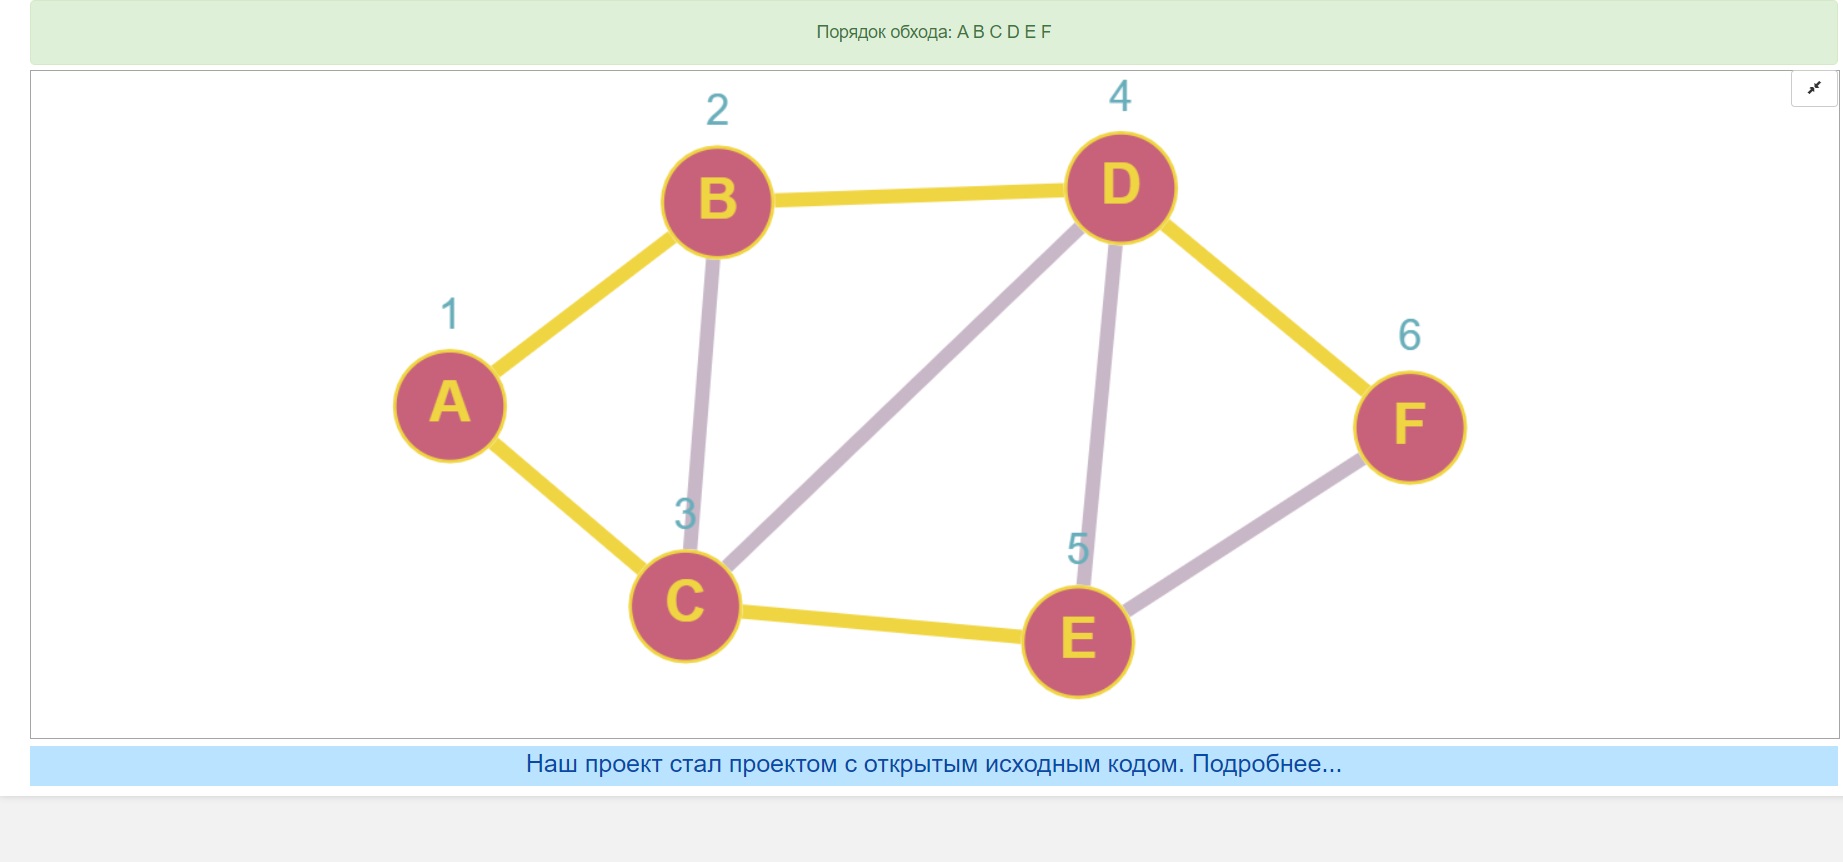 Порядок обхода: A B C D E F
2
4
B
D
1
6
A
F
3
5
C
E
Наш проект стал проектом с открытым исходным кодом. Подробнее...